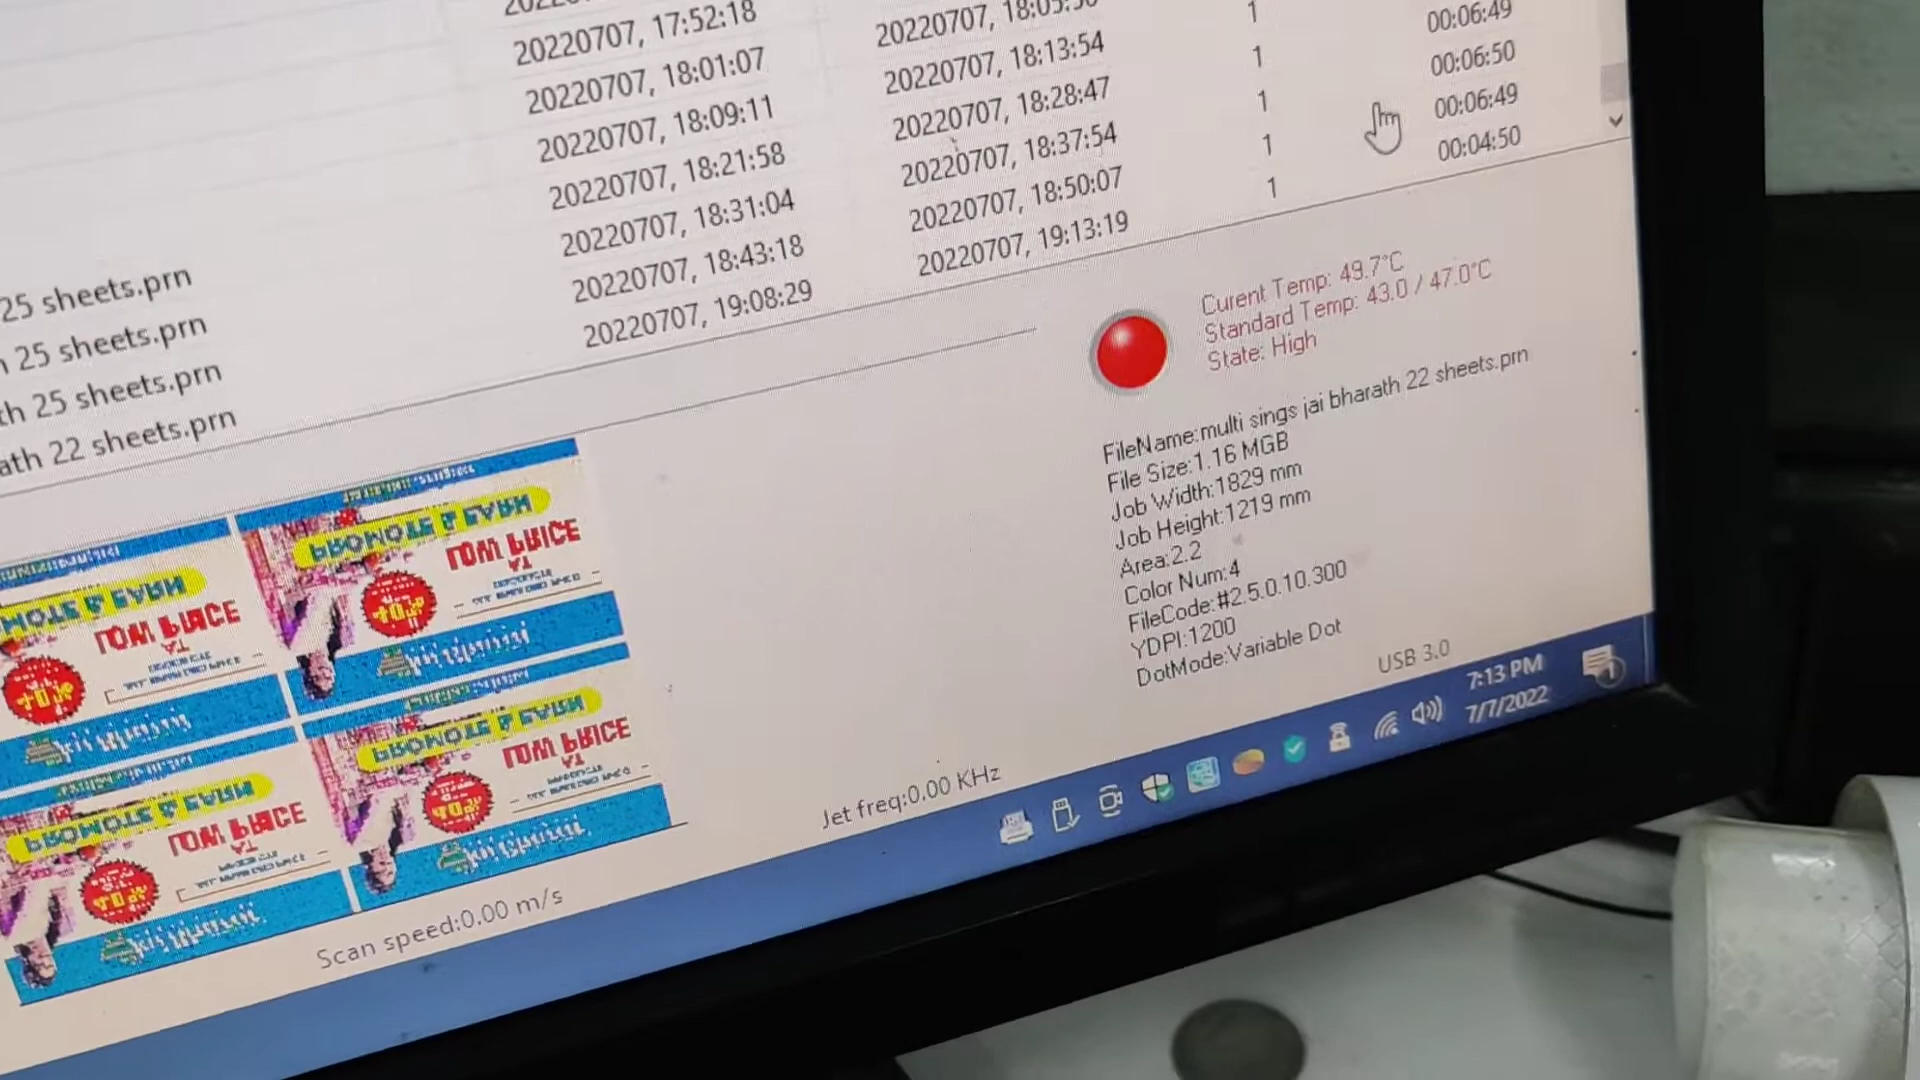 20220707, 17:52:18
1
00:06:49
20220707, 18:01:07
20220707, 18:13:54
1
00:06:50
20220707, 18:09:11
20220707, 18:28:47
1
00:06:49
20220707, 18:21:58
20220707, 18:37:54
1
00:04:50
20220707, 18:31:04
20220707, 18:50:07
1
25 sheets.prn
20220707, 18:43:18
20220707, 19:13:19
25 sheets.prn
20220707, 19:08:29
th 25 sheets.prn
ath 22 sheets.prn
Curent Temp: 49.7°C
Standard Temp: 43.0 / 47.0°C
State: High
FileName:multi sings jai bharath 22 sheets.prn
File Size:1.16 MGB
Job Width:1829 mm
Job Height:1219 mm
Area:2.2
Color Num:4
FileCode:#2.5.0.10.300
YDPI:1200
DotMode:Variable Dot
PROMOTE & EARN
LOW PRICE
PROMOTE & EARN
LOW PRICE
PROMOTE & EARN
LOW PRICE
LOW PRICE
USB 3.0
Jet freq:0.00 KHz
Scan speed:0.00 m/s
7:13 PM
7/7/2022
1